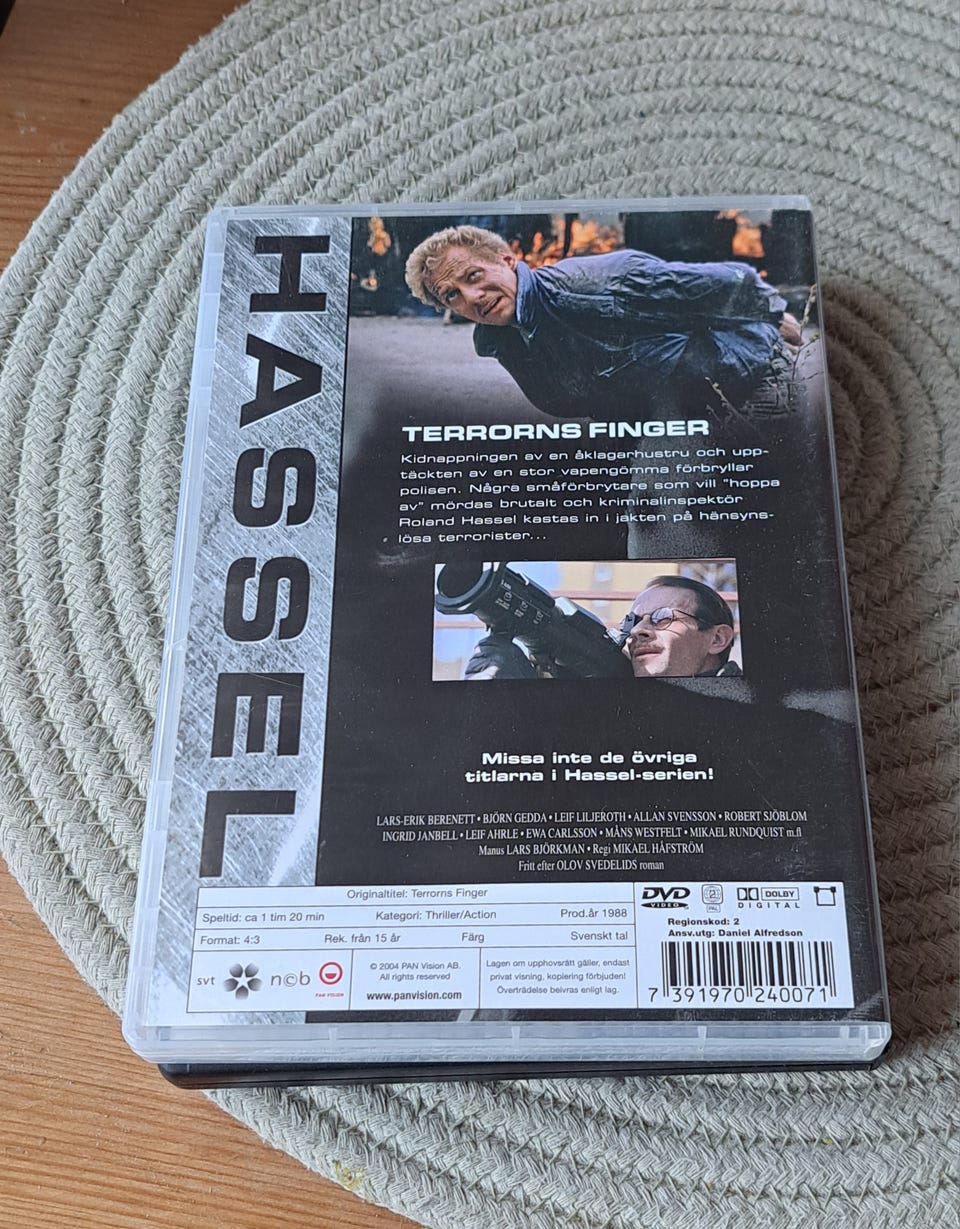 HASSEL
TERRORNS FINGER
Kidnappningen av en åklagarhustru och upp-
täckten av en stor vapengömma förbryllar
polisen. Några småförbrytare som vill "hoppa
av" mördas brutalt och kriminalinspektör
Roland Hassel kastas in i jakten på hänsyns-
lösa terrorister...
Missa inte de övriga
titlarna i Hassel-serien!
LARS-ERIK BERENETT • BJÖRN GEDDA • LEIF LILJEROTH • ALLAN SVENSSON • ROBERT SJÖBLOM
INGRID JANBELL • LEIF AHRLE • EWA CARLSSON • MÅNS WESTFELT • MIKAEL RUNDQUIST m.fl
Manus LARS BJÖRKMAN • Regi MIKAEL HÅFSTRÖM
Fritt efter OLOV SVEDELIDS roman
Originaltitel: Terrorns Finger
Speltid: ca 1 tim 20 min Kategori: Thriller/Action Prod.år 1988
Format: 4:3 Rek. från 15 år Färg Svenskt tal
svt n©b PAN VISION
© 2004 PAN Vision AB.
All rights reserved
www.panvision.com
Lagen om upphovsrätt gäller, endast
privat visning, kopiering förbjuden!
Överträdelse beivras enligt lag.
DVD VIDEO 2 PAL DOLBY DIGITAL
Regionskod: 2
Ansv.utg: Daniel Alfredson
7 391970 240071